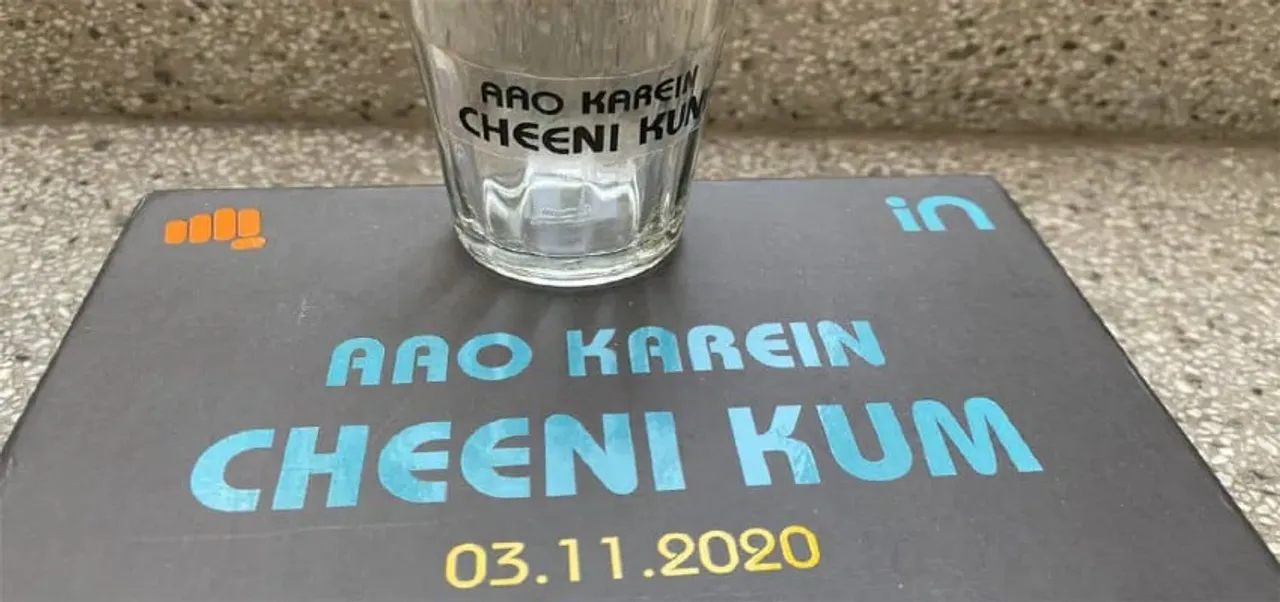 AAO KAREIN
CHEENI KUM
in
AAO KAREIN
CHEENI KUM
03.11.2020